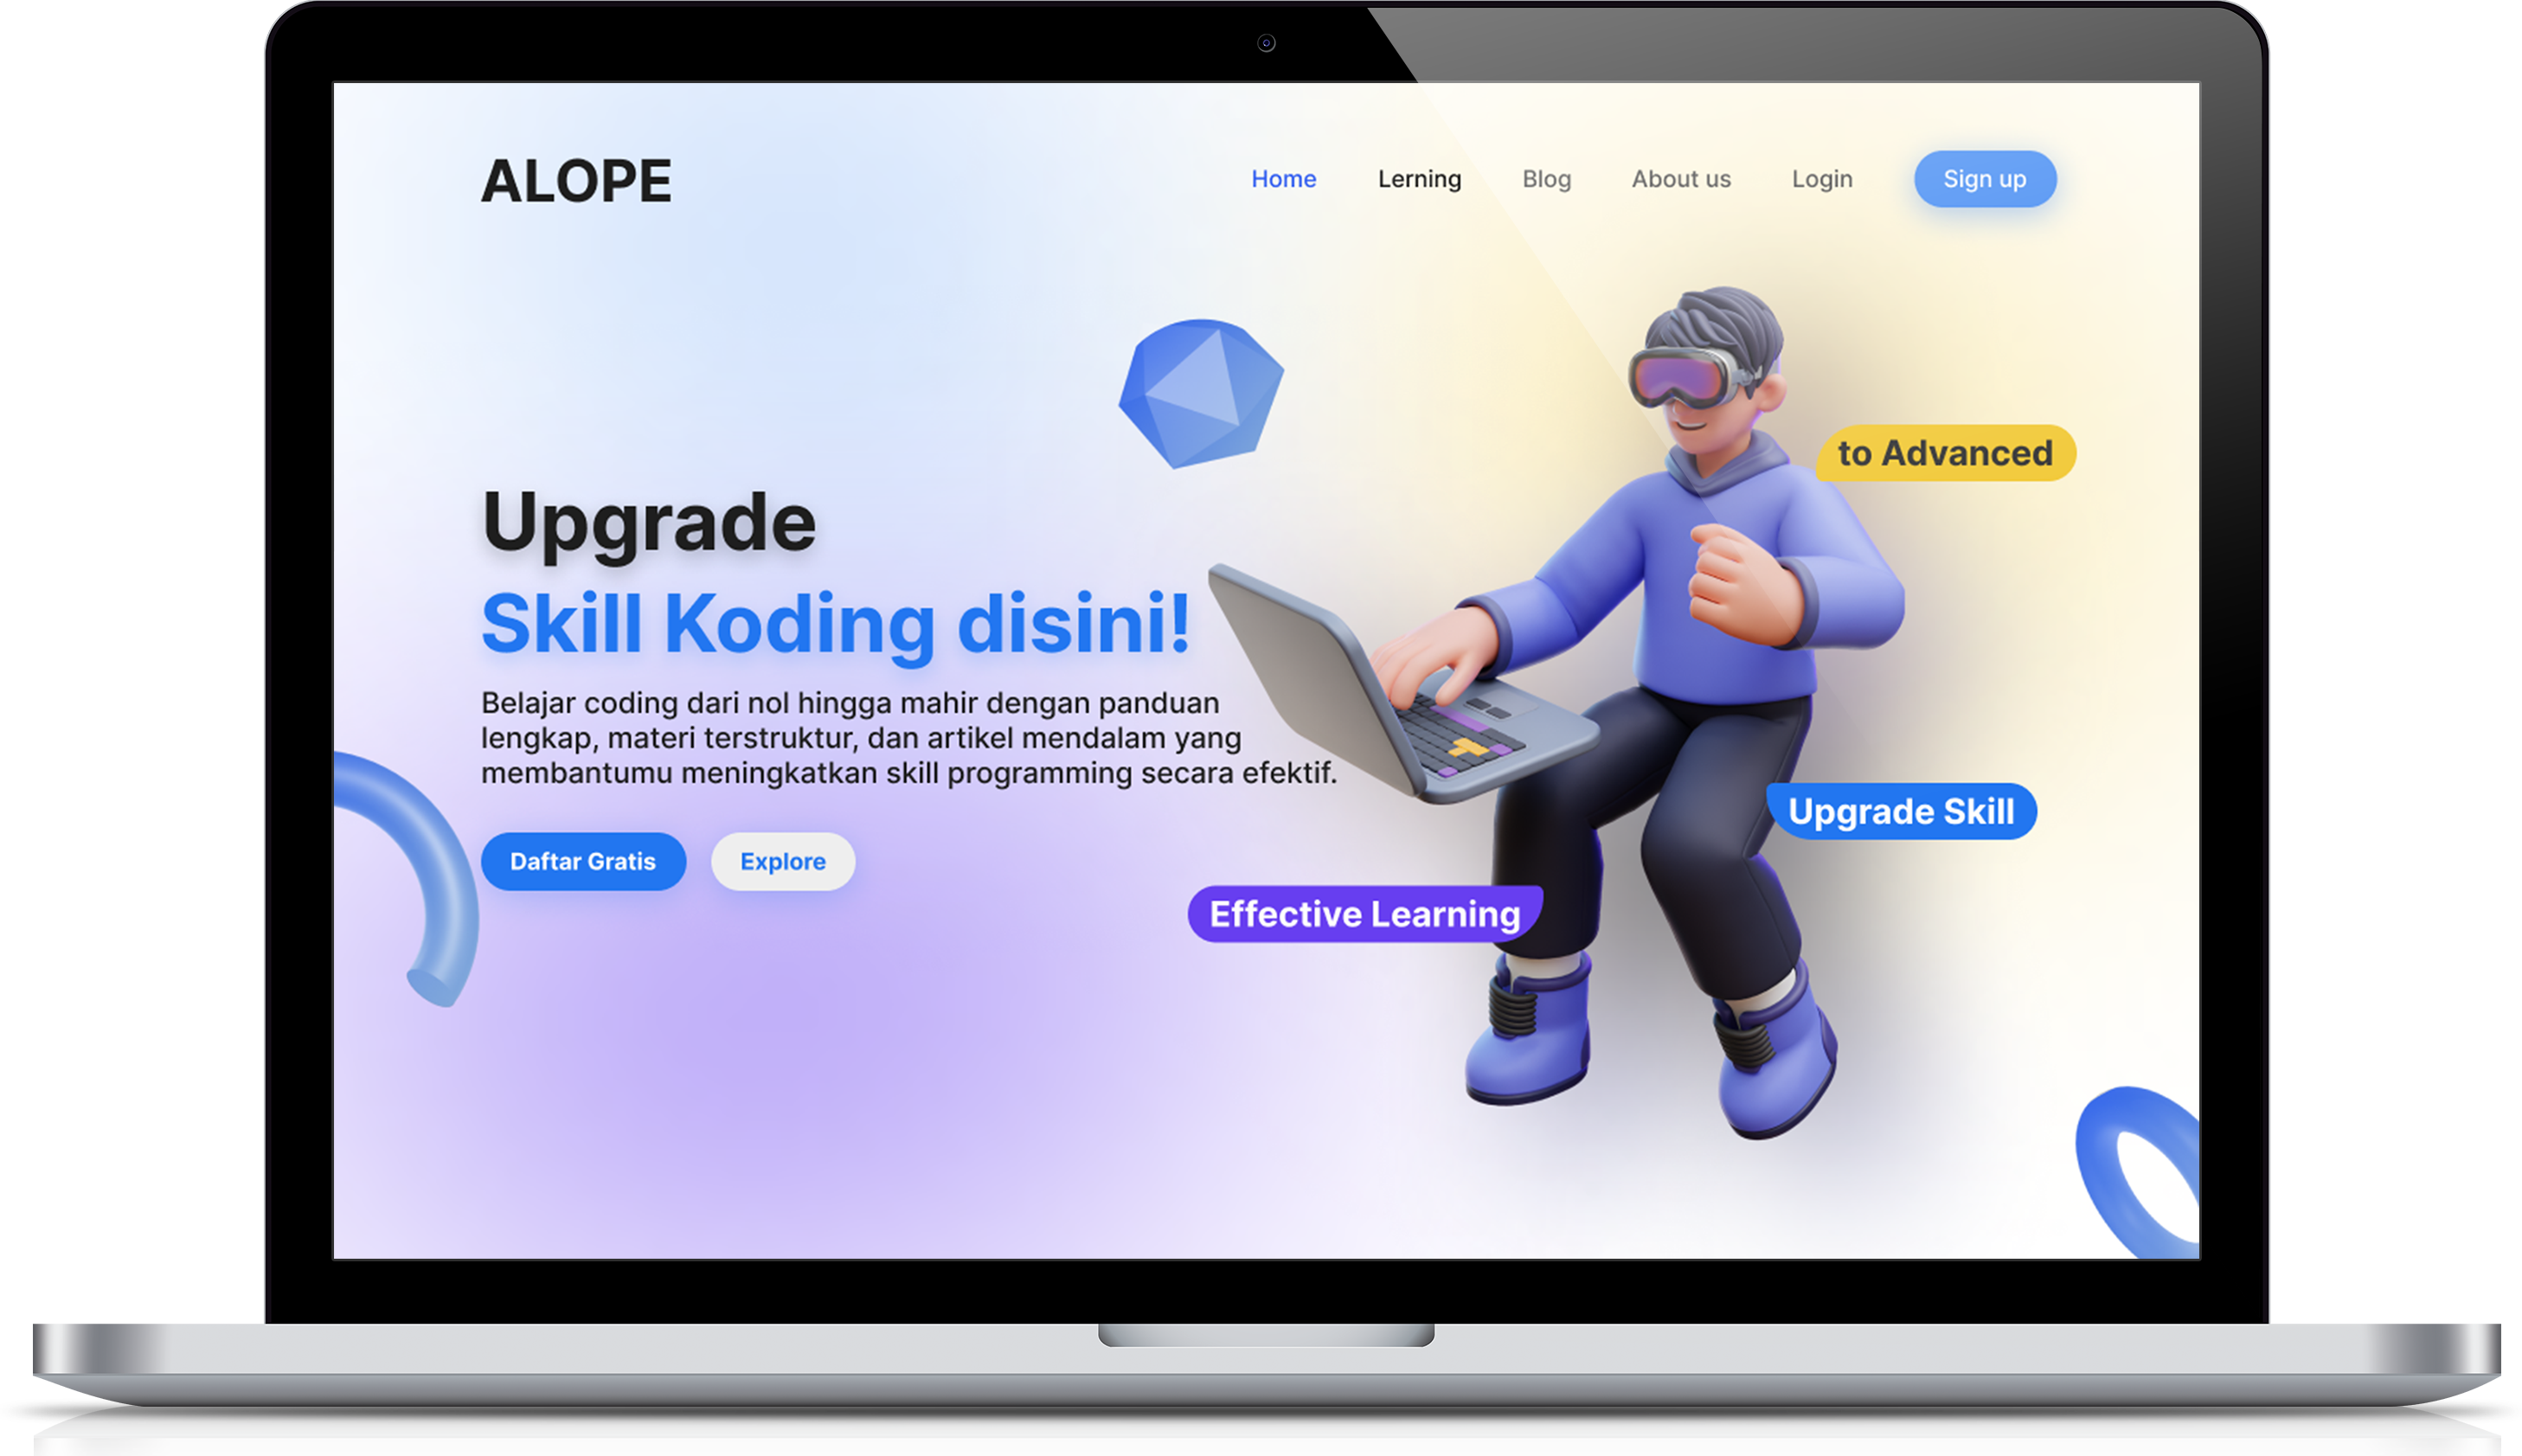 ALOPE
Home Lerning Blog About us Login Sign up
to Advanced
Upgrade
Skill Koding disini!
Belajar coding dari nol hingga mahir dengan panduan
lengkap, materi terstruktur, dan artikel mendalam yang
membantumu meningkatkan skill programming secara efektif.
Upgrade Skill
Daftar Gratis Explore
Effective Learning